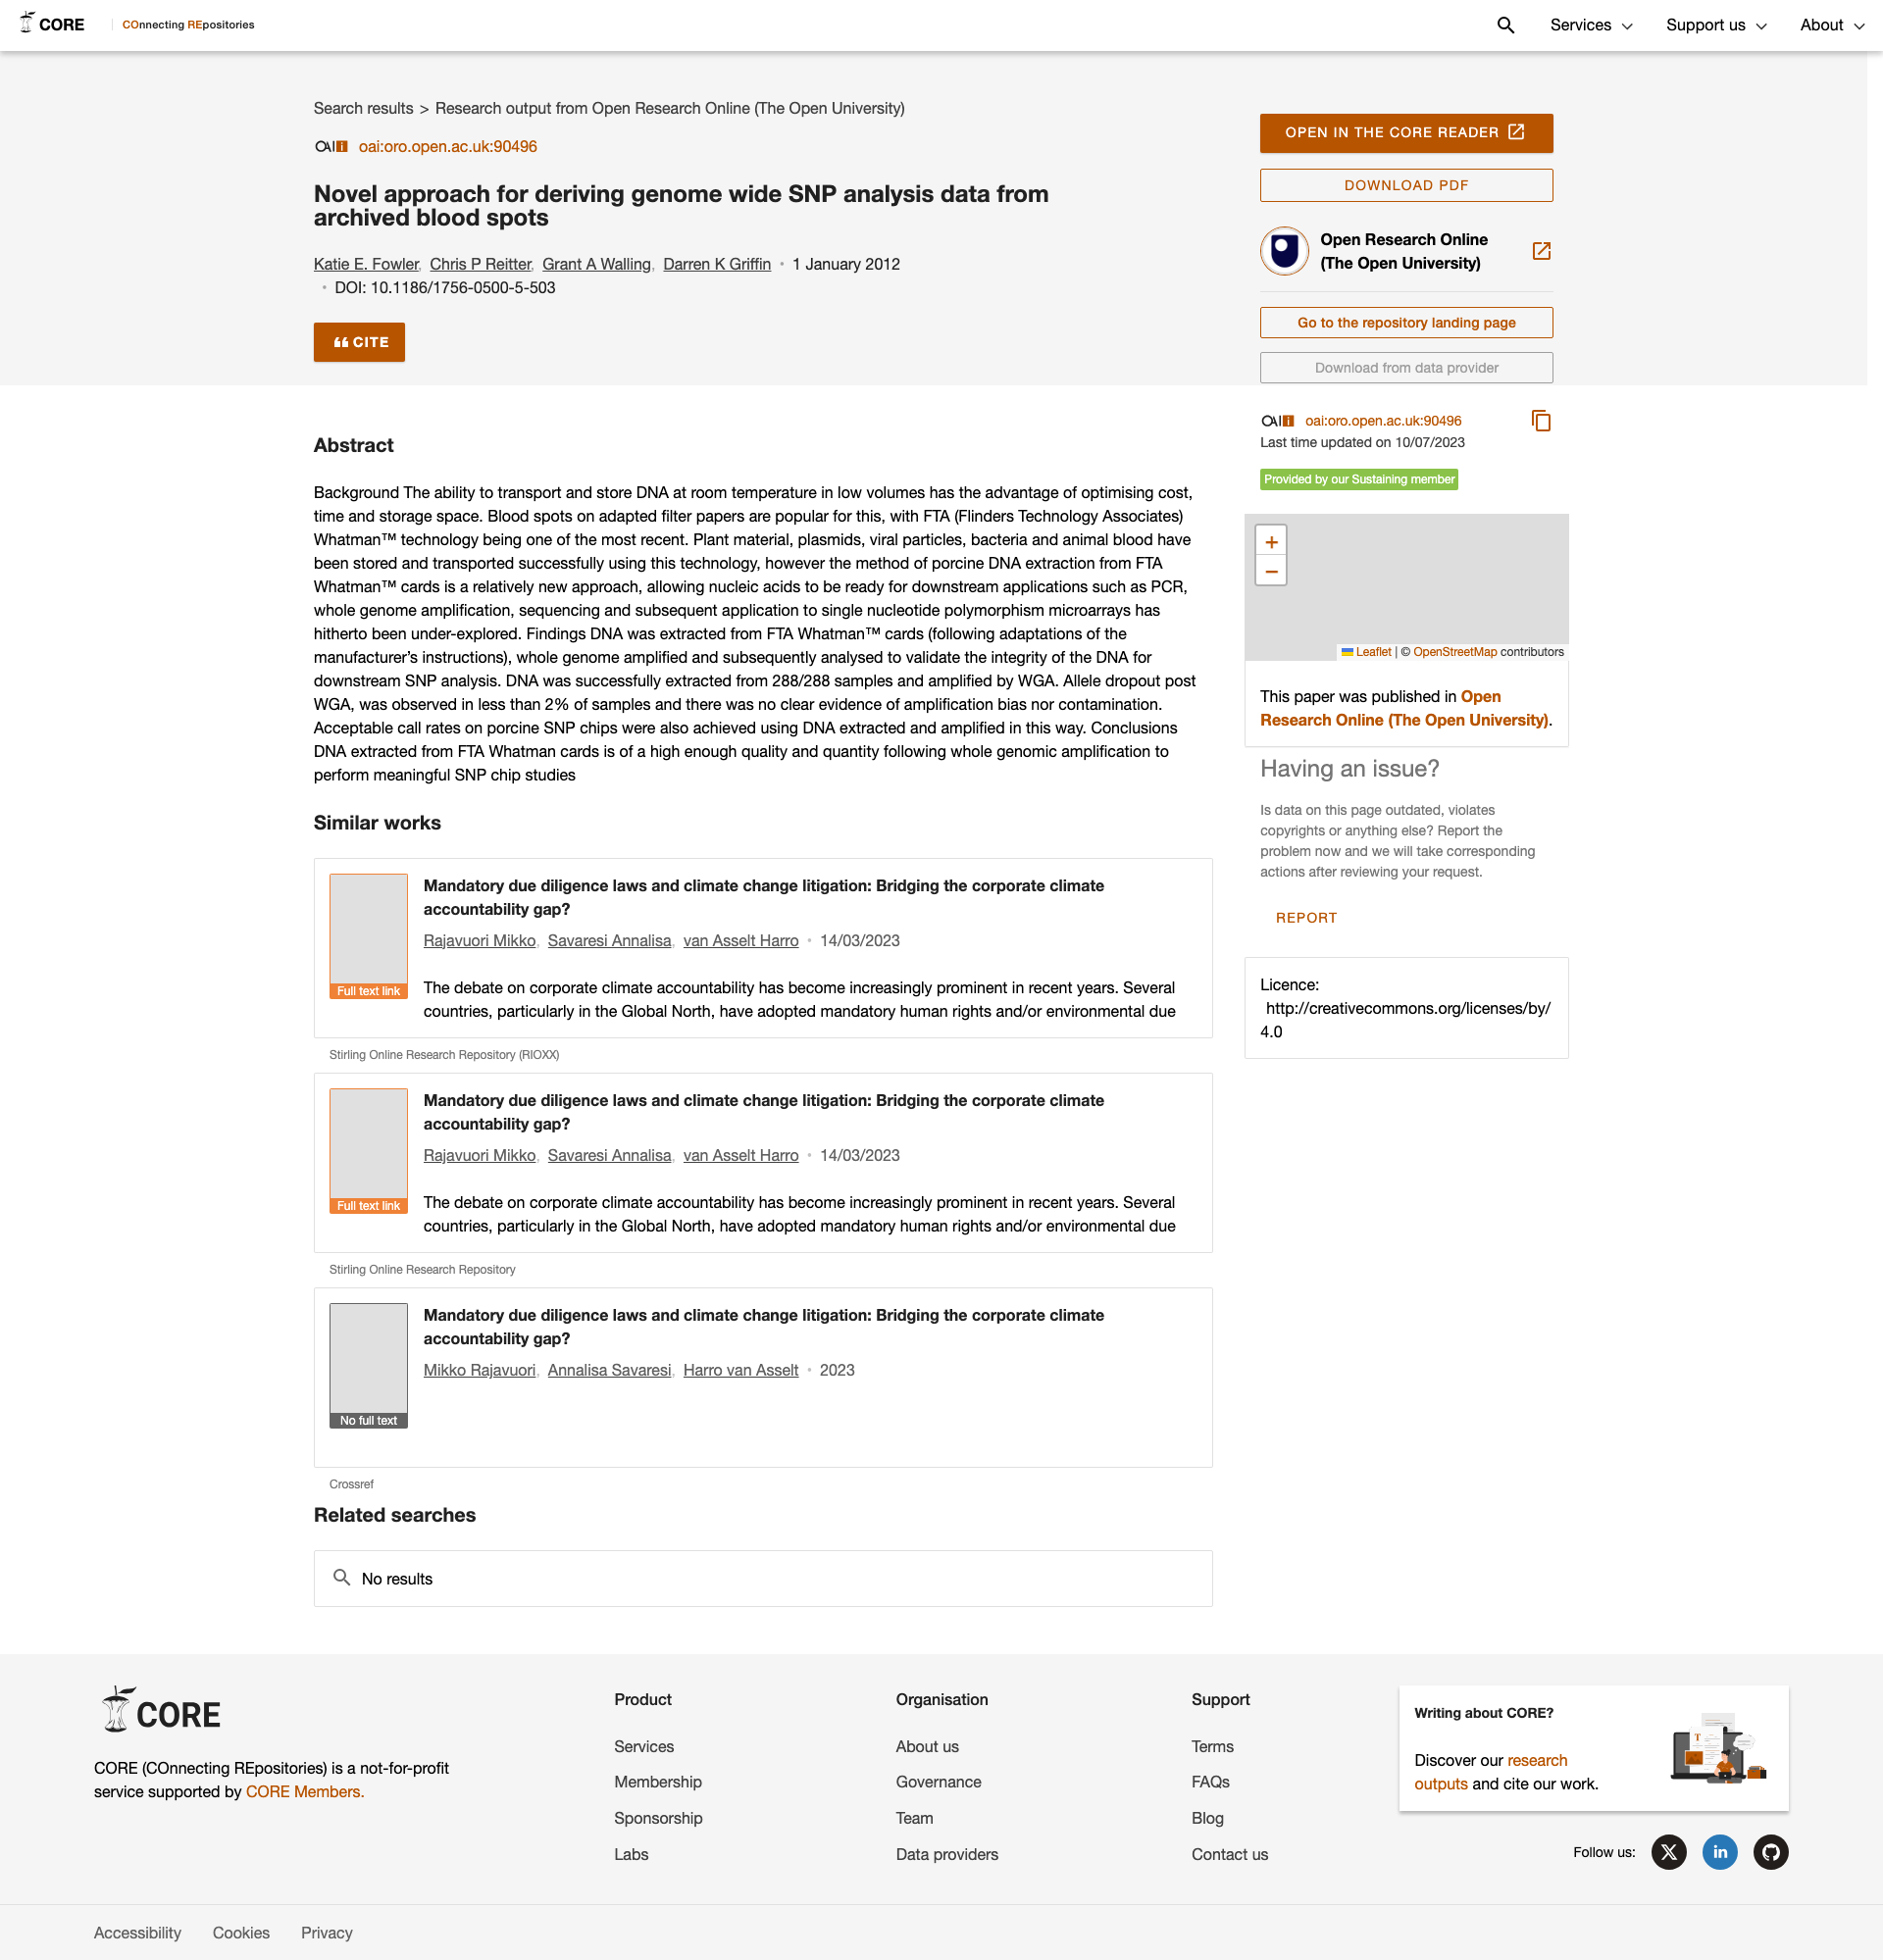 CORE
COnnecting REpositories
Services
Support us
About
Search results > Research output from Open Research Online (The Open University)
OAI oai:oro.open.ac.uk:90496
Novel approach for deriving genome wide SNP analysis data from
archived blood spots
Katie E. Fowler, Chris P Reitter, Grant A Walling, Darren K Griffin • 1 January 2012
• DOI: 10.1186/1756-0500-5-503
CITE
OPEN IN THE CORE READER
DOWNLOAD PDF
Open Research Online
(The Open University)
Go to the repository landing page
Download from data provider
OAI oai:oro.open.ac.uk:90496
Last time updated on 10/07/2023
Provided by our Sustaining member
Abstract
Background The ability to transport and store DNA at room temperature in low volumes has the advantage of optimising cost,
time and storage space. Blood spots on adapted filter papers are popular for this, with FTA (Flinders Technology Associates)
Whatman™ technology being one of the most recent. Plant material, plasmids, viral particles, bacteria and animal blood have
been stored and transported successfully using this technology, however the method of porcine DNA extraction from FTA
Whatman™ cards is a relatively new approach, allowing nucleic acids to be ready for downstream applications such as PCR,
whole genome amplification, sequencing and subsequent application to single nucleotide polymorphism microarrays has
hitherto been under-explored. Findings DNA was extracted from FTA Whatman™ cards (following adaptations of the
manufacturer's instructions), whole genome amplified and subsequently analysed to validate the integrity of the DNA for
downstream SNP analysis. DNA was successfully extracted from 288/288 samples and amplified by WGA. Allele dropout post
WGA, was observed in less than 2% of samples and there was no clear evidence of amplification bias nor contamination.
Acceptable call rates on porcine SNP chips were also achieved using DNA extracted and amplified in this way. Conclusions
DNA extracted from FTA Whatman cards is of a high enough quality and quantity following whole genomic amplification to
perform meaningful SNP chip studies
+
−
Leaflet | © OpenStreetMap contributors
This paper was published in Open
Research Online (The Open University).
Having an issue?
Is data on this page outdated, violates
copyrights or anything else? Report the
problem now and we will take corresponding
actions after reviewing your request.
REPORT
Licence:
http://creativecommons.org/licenses/by/
4.0
Similar works
Mandatory due diligence laws and climate change litigation: Bridging the corporate climate
accountability gap?
Rajavuori Mikko, Savaresi Annalisa, van Asselt Harro • 14/03/2023
The debate on corporate climate accountability has become increasingly prominent in recent years. Several
countries, particularly in the Global North, have adopted mandatory human rights and/or environmental due
Full text link
Stirling Online Research Repository (RIOXX)
Mandatory due diligence laws and climate change litigation: Bridging the corporate climate
accountability gap?
Rajavuori Mikko, Savaresi Annalisa, van Asselt Harro • 14/03/2023
The debate on corporate climate accountability has become increasingly prominent in recent years. Several
countries, particularly in the Global North, have adopted mandatory human rights and/or environmental due
Full text link
Stirling Online Research Repository
Mandatory due diligence laws and climate change litigation: Bridging the corporate climate
accountability gap?
Mikko Rajavuori, Annalisa Savaresi, Harro van Asselt • 2023
No full text
Crossref
Related searches
No results
CORE
CORE (COnnecting REpositories) is a not-for-profit
service supported by CORE Members.
Product
Services
Membership
Sponsorship
Labs
Organisation
About us
Governance
Team
Data providers
Support
Terms
FAQs
Blog
Contact us
Writing about CORE?
Discover our research
outputs and cite our work.
Follow us:
Accessibility
Cookies
Privacy